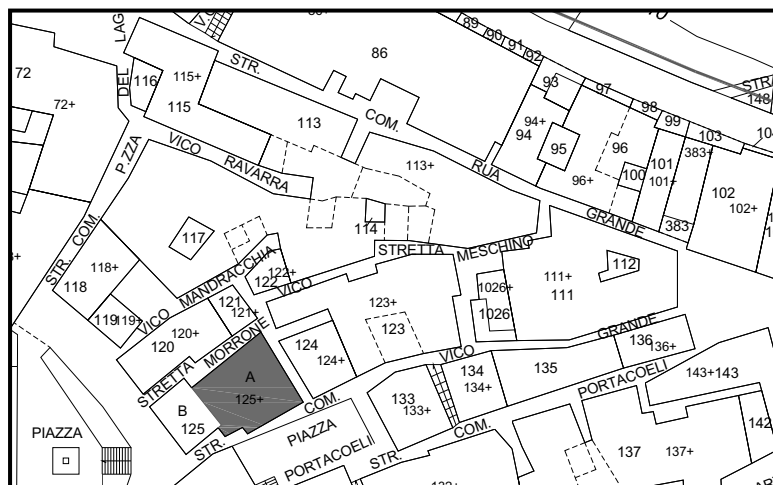 72
72+
DEL
LAG
116
115+
115
V.C
STR.
86
COM.
RUA
GRANDE
89
90
91
92
93
94+
94
95
97
98
99
96
96+
100
101
101+
383+
383
103
102
102+
STR
148
113
113+
114
VICO
RAVARRA
P.ZZA
STR. COM.
117
118+
118
119
119+
VICO MANDRACCHIA
122+
122
121
121+
120+
120
STRETTA MORRONE
VICO
STRETTA
MESCHINO
123+
123
124
124+
1026+
1026
111+
111
112
VICO
GRANDE
136
136+
135
134
134+
133
133+
PORTACOELI
143+143
142
137
137+
A
125+
B
125
STR.
COM.
PIAZZA
PORTACOELI
STR.
COM.
PIAZZA